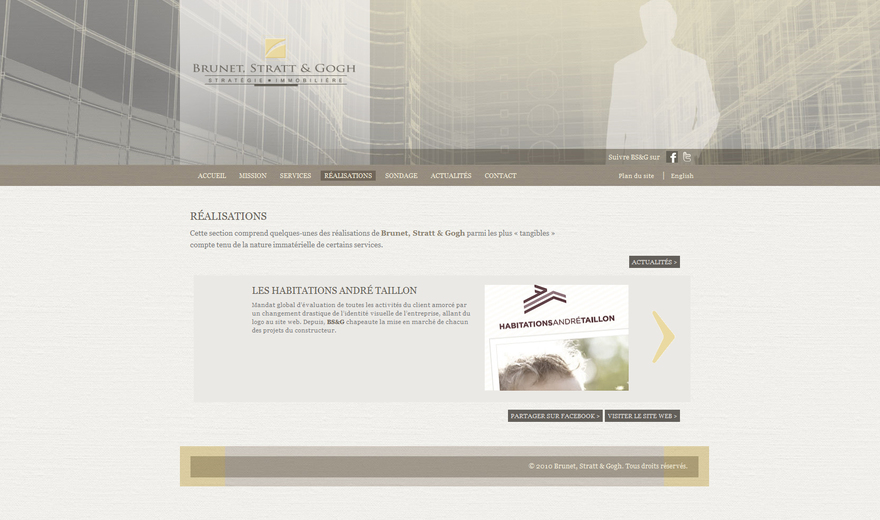 BRUNET, STRATT & GOGH
STRATÉGIE IMMOBILIÈRE
Suivre BS&G sur
ACCUEIL MISSION SERVICES RÉALISATIONS SONDAGE ACTUALITÉS CONTACT Plan du site English
RÉALISATIONS
Cette section comprend quelques-unes des réalisations de Brunet, Stratt & Gogh parmi les plus « tangibles »
compte tenu de la nature immatérielle de certains services.
ACTUALITÉS >
LES HABITATIONS ANDRÉ TAILLON
Mandat global d'évaluation de toutes les activités du client amorcé par
un changement drastique de l'identité visuelle de l'entreprise, allant du
logo au site web. Depuis, BS&G chapeaute la mise en marché de chacun
des projets du constructeur.
HABITATIONSANDRÉTAILLON
PARTAGER SUR FACEBOOK > VISITER LE SITE WEB >
© 2010 Brunet, Stratt & Gogh. Tous droits réservés.